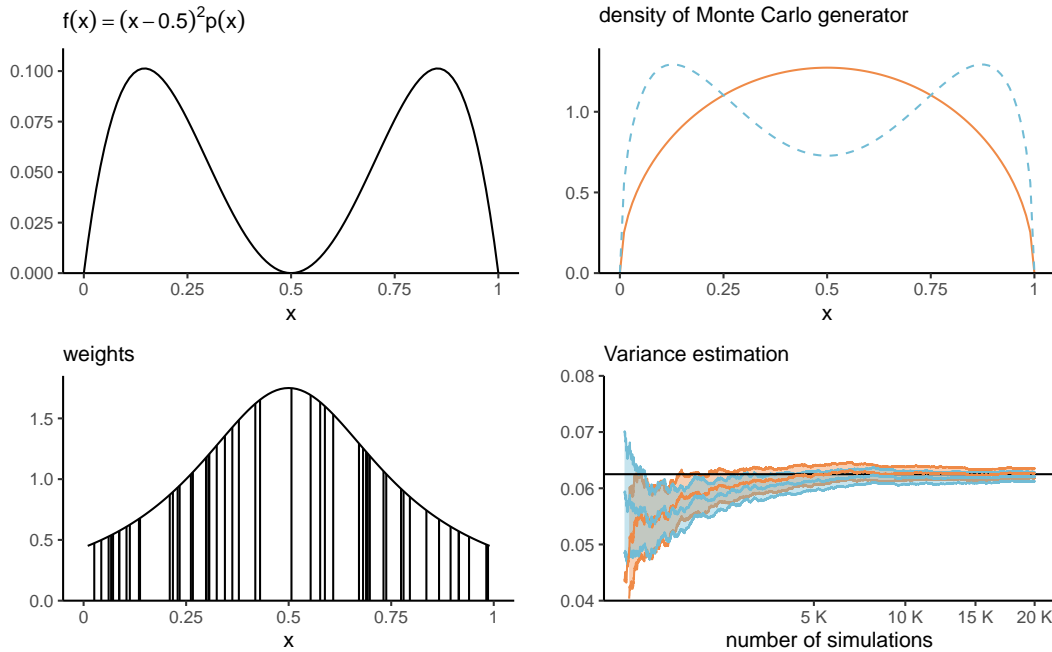 f(x) = (x − 0.5)²p(x)
0.100
0.075
0.050
0.025
0.000
0 0.25 0.5 0.75 1
x
density of Monte Carlo generator
1.0
0.5
0.0
0 0.25 0.5 0.75 1
x
weights
1.5
1.0
0.5
0.0
0 0.25 0.5 0.75 1
x
Variance estimation
0.08
0.07
0.06
0.05
0.04
5 K 10 K 15 K 20 K
number of simulations